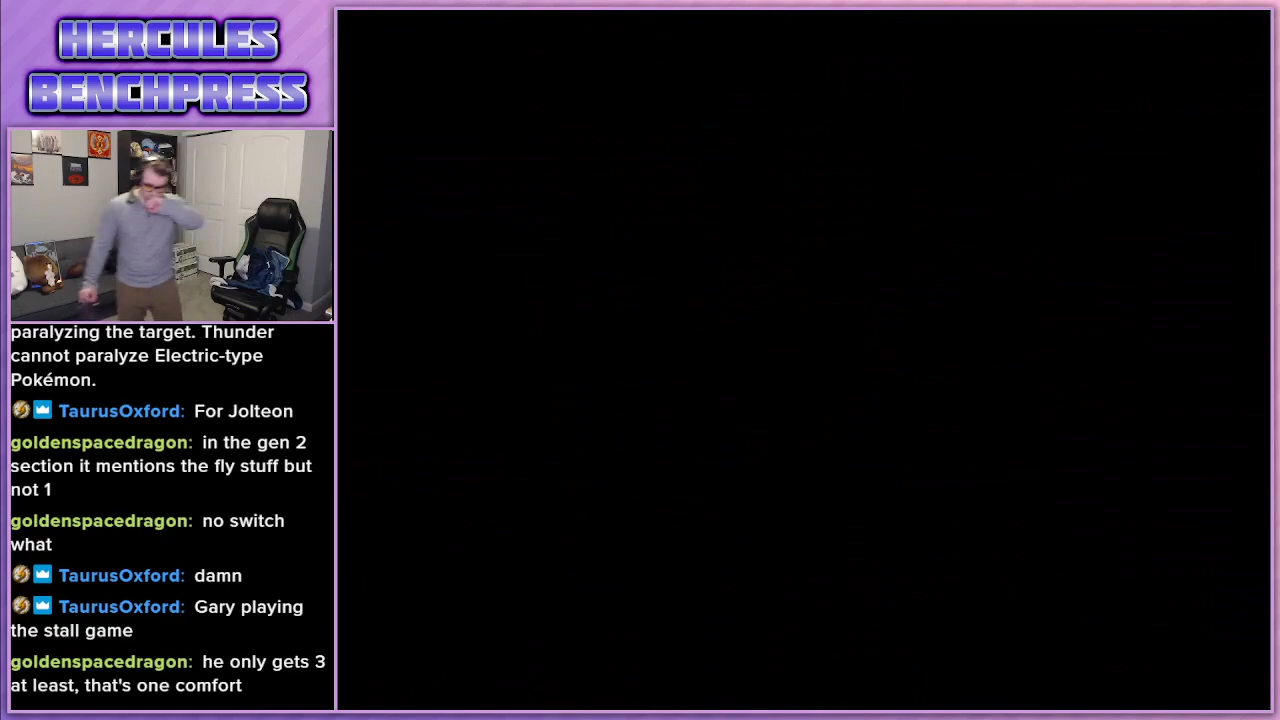 HERCULES
BENCHPRESS
paralyzing the target. Thunder
cannot paralyze Electric-type
Pokémon.
TaurusOxford: For Jolteon
goldenspacedragon: in the gen 2
section it mentions the fly stuff but
not 1
goldenspacedragon: no switch
what
TaurusOxford: damn
TaurusOxford: Gary playing
the stall game
goldenspacedragon: he only gets 3
at least, that's one comfort